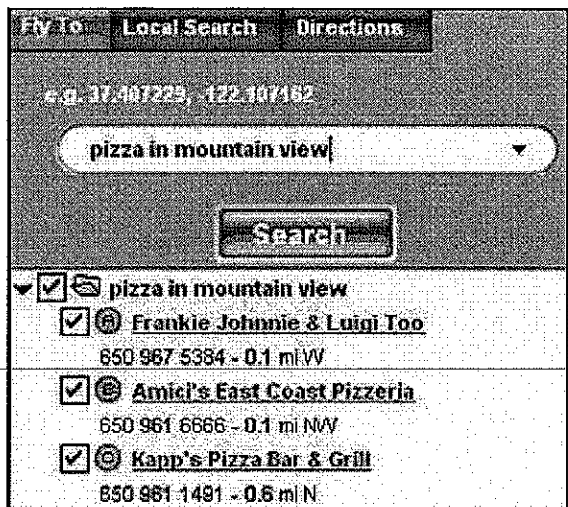 Fly To Local Search Directions
e.g. 37.407229, -122.107162
pizza in mountain view
Search
pizza in mountain view
Frankie Johnnie & Luigi Too
650 967 5384 - 0.1 mi W
Amici's East Coast Pizzeria
650 961 6666 - 0.1 mi NW
Kapp's Pizza Bar & Grill
650 961 1491 - 0.6 mi N